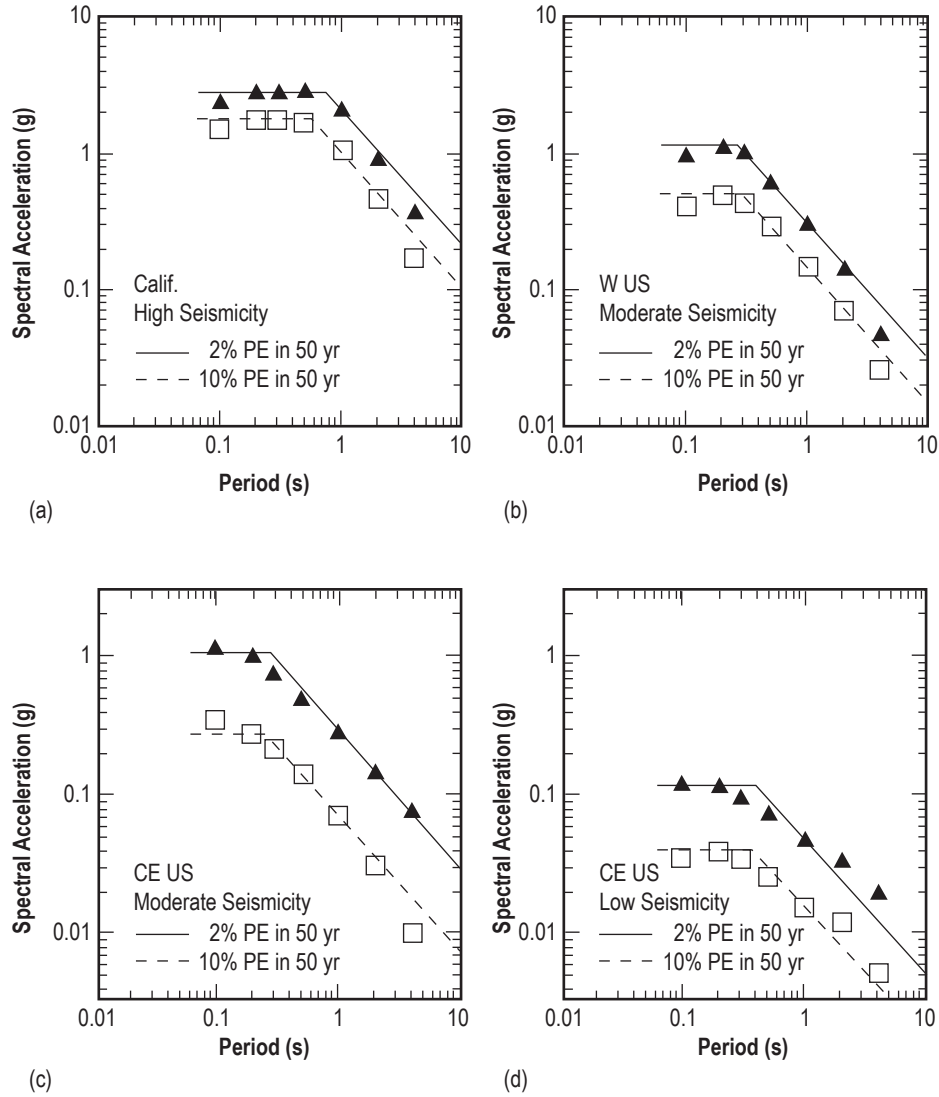 10
1
0.1
0.01
Spectral Acceleration (g)
Calif.
High Seismicity
2% PE in 50 yr
10% PE in 50 yr
0.01
0.1
1
10
Period (s)
(a)
10
1
0.1
0.01
Spectral Acceleration (g)
W US
Moderate Seismicity
2% PE in 50 yr
10% PE in 50 yr
0.01
0.1
1
10
Period (s)
(b)
1
0.1
0.01
Spectral Acceleration (g)
CE US
Moderate Seismicity
2% PE in 50 yr
10% PE in 50 yr
0.01
0.1
1
10
Period (s)
(c)
1
0.1
0.01
Spectral Acceleration (g)
CE US
Low Seismicity
2% PE in 50 yr
10% PE in 50 yr
0.01
0.1
1
10
Period (s)
(d)